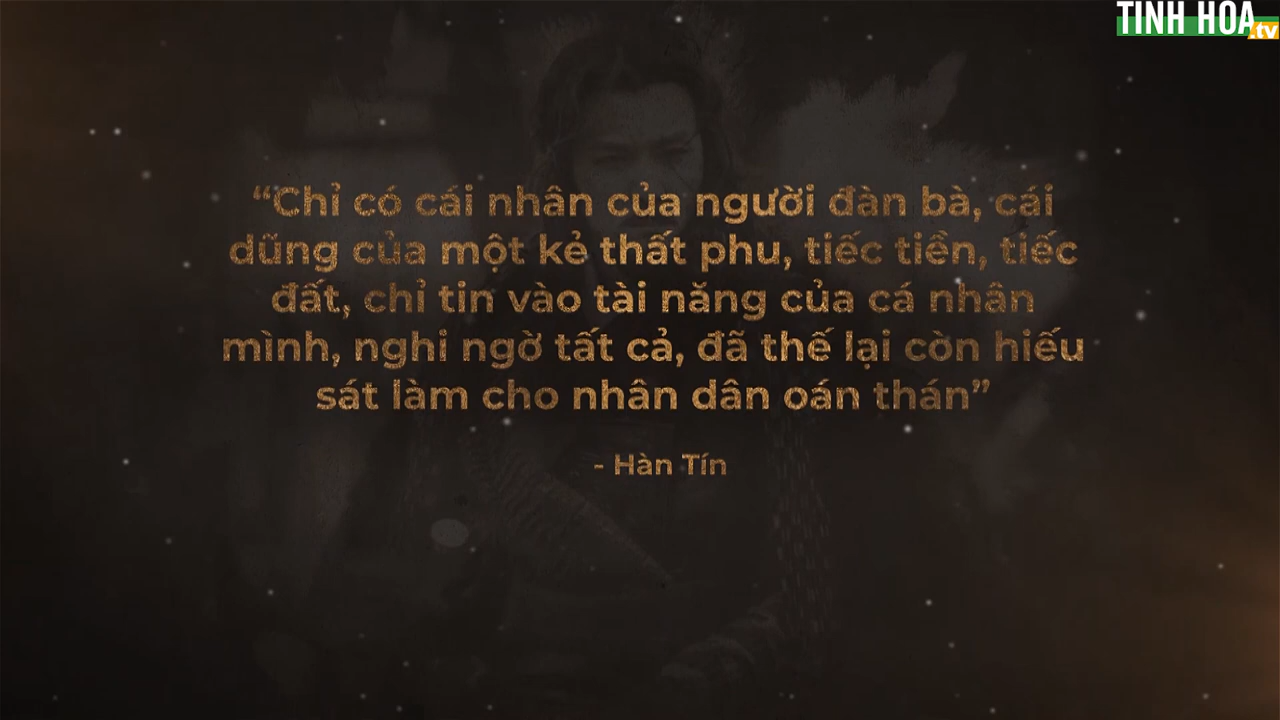 TINH HOA
.tv
“Chỉ có cái nhân của người đàn bà, cái
dũng của một kẻ thất phu, tiếc tiền, tiếc
đất, chỉ tin vào tài năng của cá nhân
mình, nghi ngờ tất cả, đã thế lại còn hiếu
sát làm cho nhân dân oán thán”
- Hàn Tín